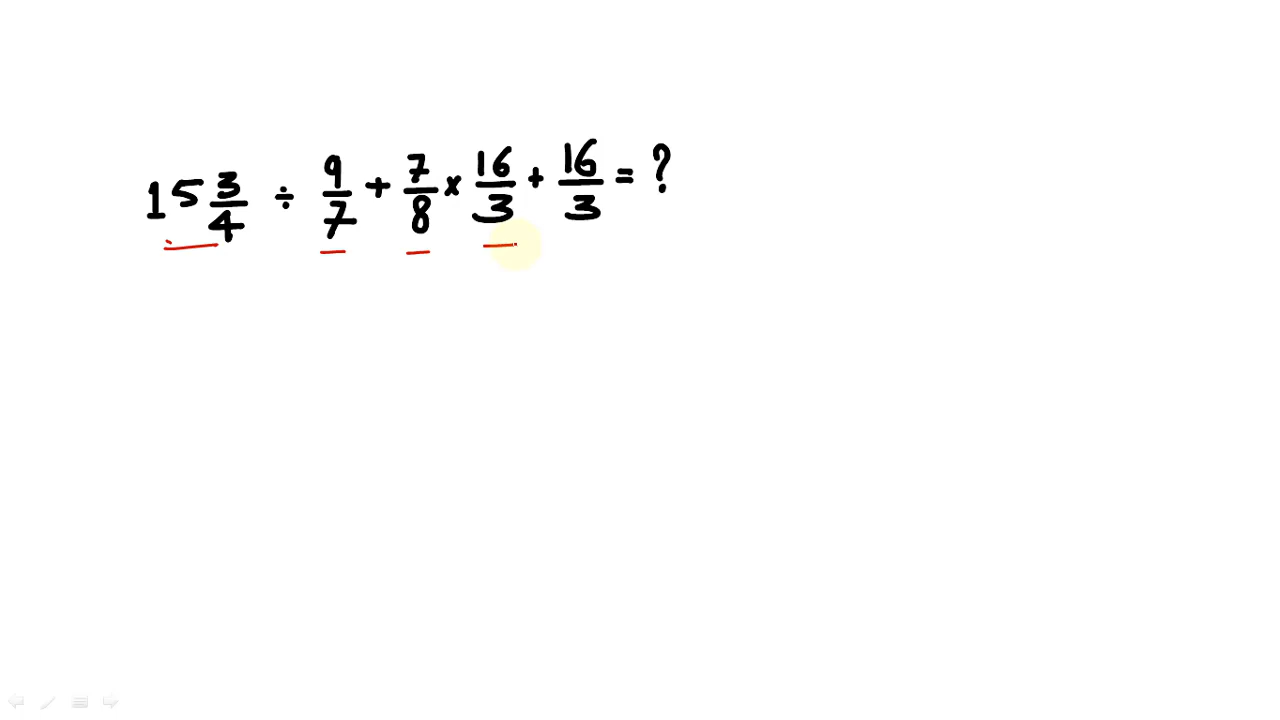 15 3/4 ÷ 9/7 + 7/8 × 16/3 + 16/3 = ?